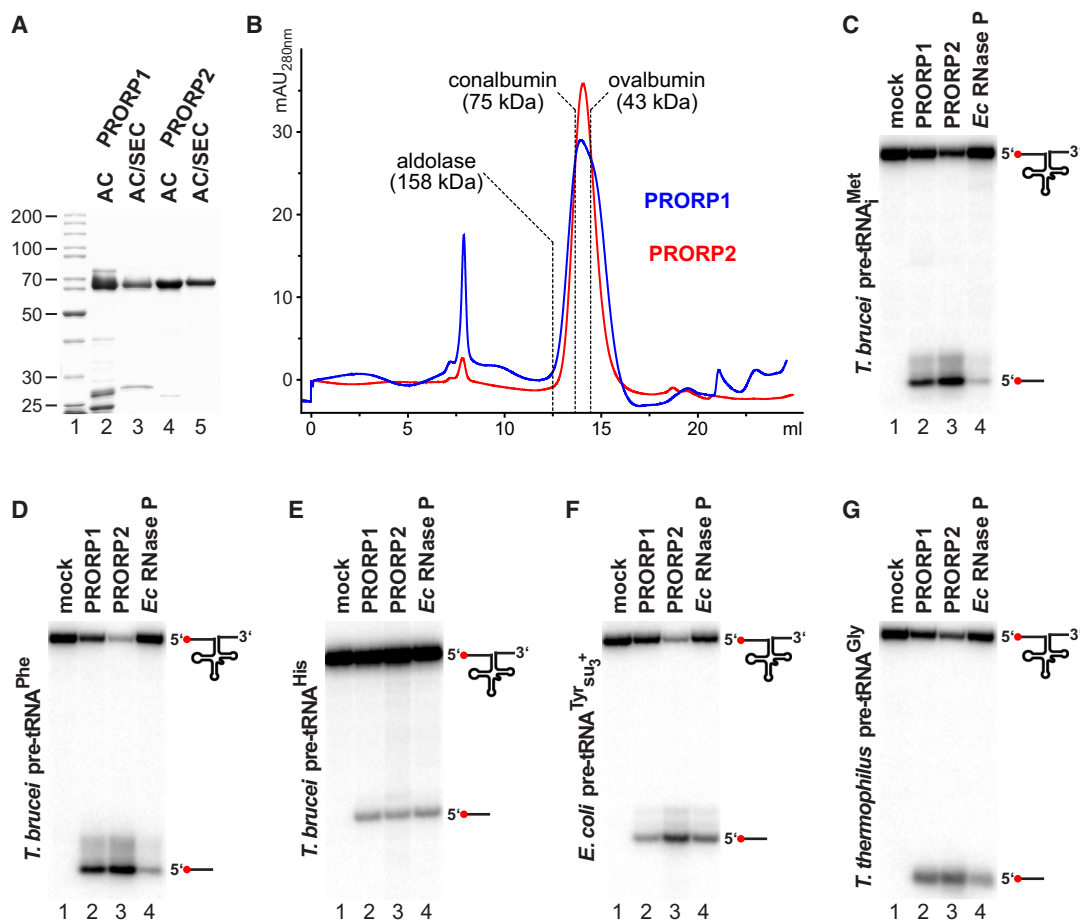 A
PRORP1
PRORP2
AC
AC/SEC
AC
AC/SEC
200
100
70
50
30
25
1 2 3 4 5
B
mAU280nm
30
20
10
0
conalbumin
(75 kDa)
ovalbumin
(43 kDa)
aldolase
(158 kDa)
PRORP1
PRORP2
0 5 10 15 20 ml
C
mock
PRORP1
PRORP2
Ec RNase P
T. brucei pre-tRNAiMet
5‘ 3‘
5‘
1 2 3 4
D
mock
PRORP1
PRORP2
Ec RNase P
T. brucei pre-tRNAPhe
5‘ 3‘
5‘
1 2 3 4
E
mock
PRORP1
PRORP2
Ec RNase P
T. brucei pre-tRNAHis
5‘ 3‘
5‘
1 2 3 4
F
mock
PRORP1
PRORP2
Ec RNase P
E. coli pre-tRNATyrsu3+
5‘ 3‘
5‘
1 2 3 4
G
mock
PRORP1
PRORP2
Ec RNase P
T. thermophilus pre-tRNAGly
5‘ 3‘
5‘
1 2 3 4